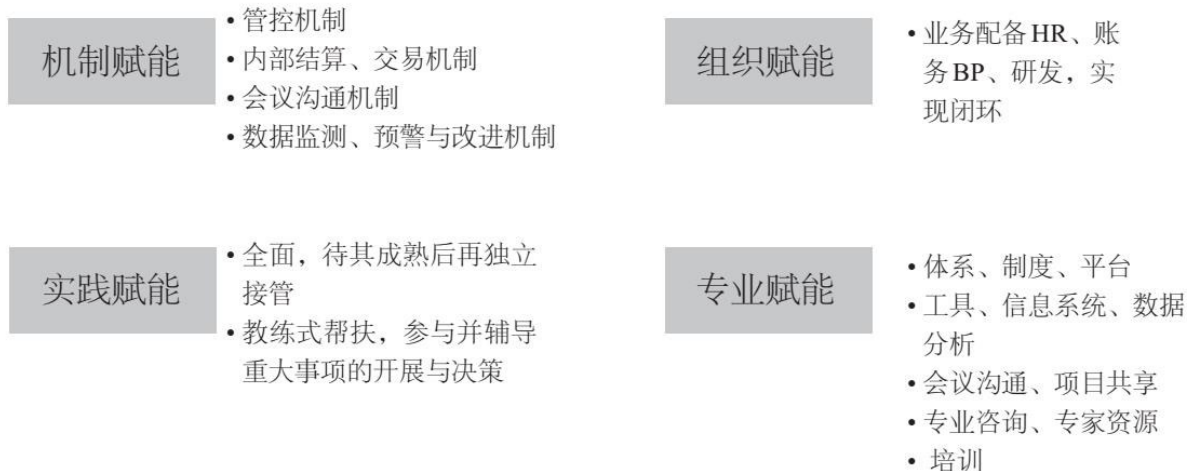 机制赋能
• 管控机制
• 内部结算、交易机制
• 会议沟通机制
• 数据监测、预警与改进机制
组织赋能
• 业务配备HR、账
务BP、研发，实
现闭环
实践赋能
• 全面，待其成熟后再独立
接管
• 教练式帮扶，参与并辅导
重大事项的开展与决策
专业赋能
• 体系、制度、平台
• 工具、信息系统、数据
分析
• 会议沟通、项目共享
• 专业咨询、专家资源
• 培训